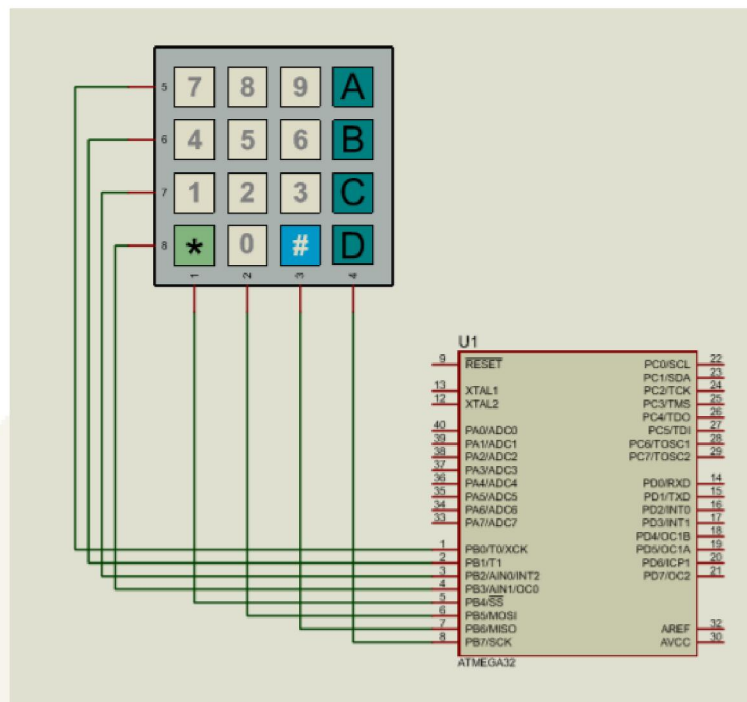 5 7 8 9 A
6 4 5 6 B
7 1 2 3 C
8 * 0 # D
1 2 3 4
U1
9 RESET PC0/SCL 22
PC1/SDA 23
13 XTAL1 PC2/TCK 24
12 XTAL2 PC3/TMS 25
PC4/TDO 26
40 PA0/ADC0 PC5/TDI 27
39 PA1/ADC1 PC6/TOSC1 28
38 PA2/ADC2 PC7/TOSC2 29
37 PA3/ADC3
36 PA4/ADC4 PD0/RXD 14
35 PA5/ADC5 PD1/TXD 15
34 PA6/ADC6 PD2/INT0 16
33 PA7/ADC7 PD3/INT1 17
PD4/OC1B 18
1 PB0/T0/XCK PD5/OC1A 19
2 PB1/T1 PD6/ICP1 20
3 PB2/AIN0/INT2 PD7/OC2 21
4 PB3/AIN1/OC0
5 PB4/SS
6 PB5/MOSI
7 PB6/MISO AREF 32
8 PB7/SCK AVCC 30
ATMEGA32